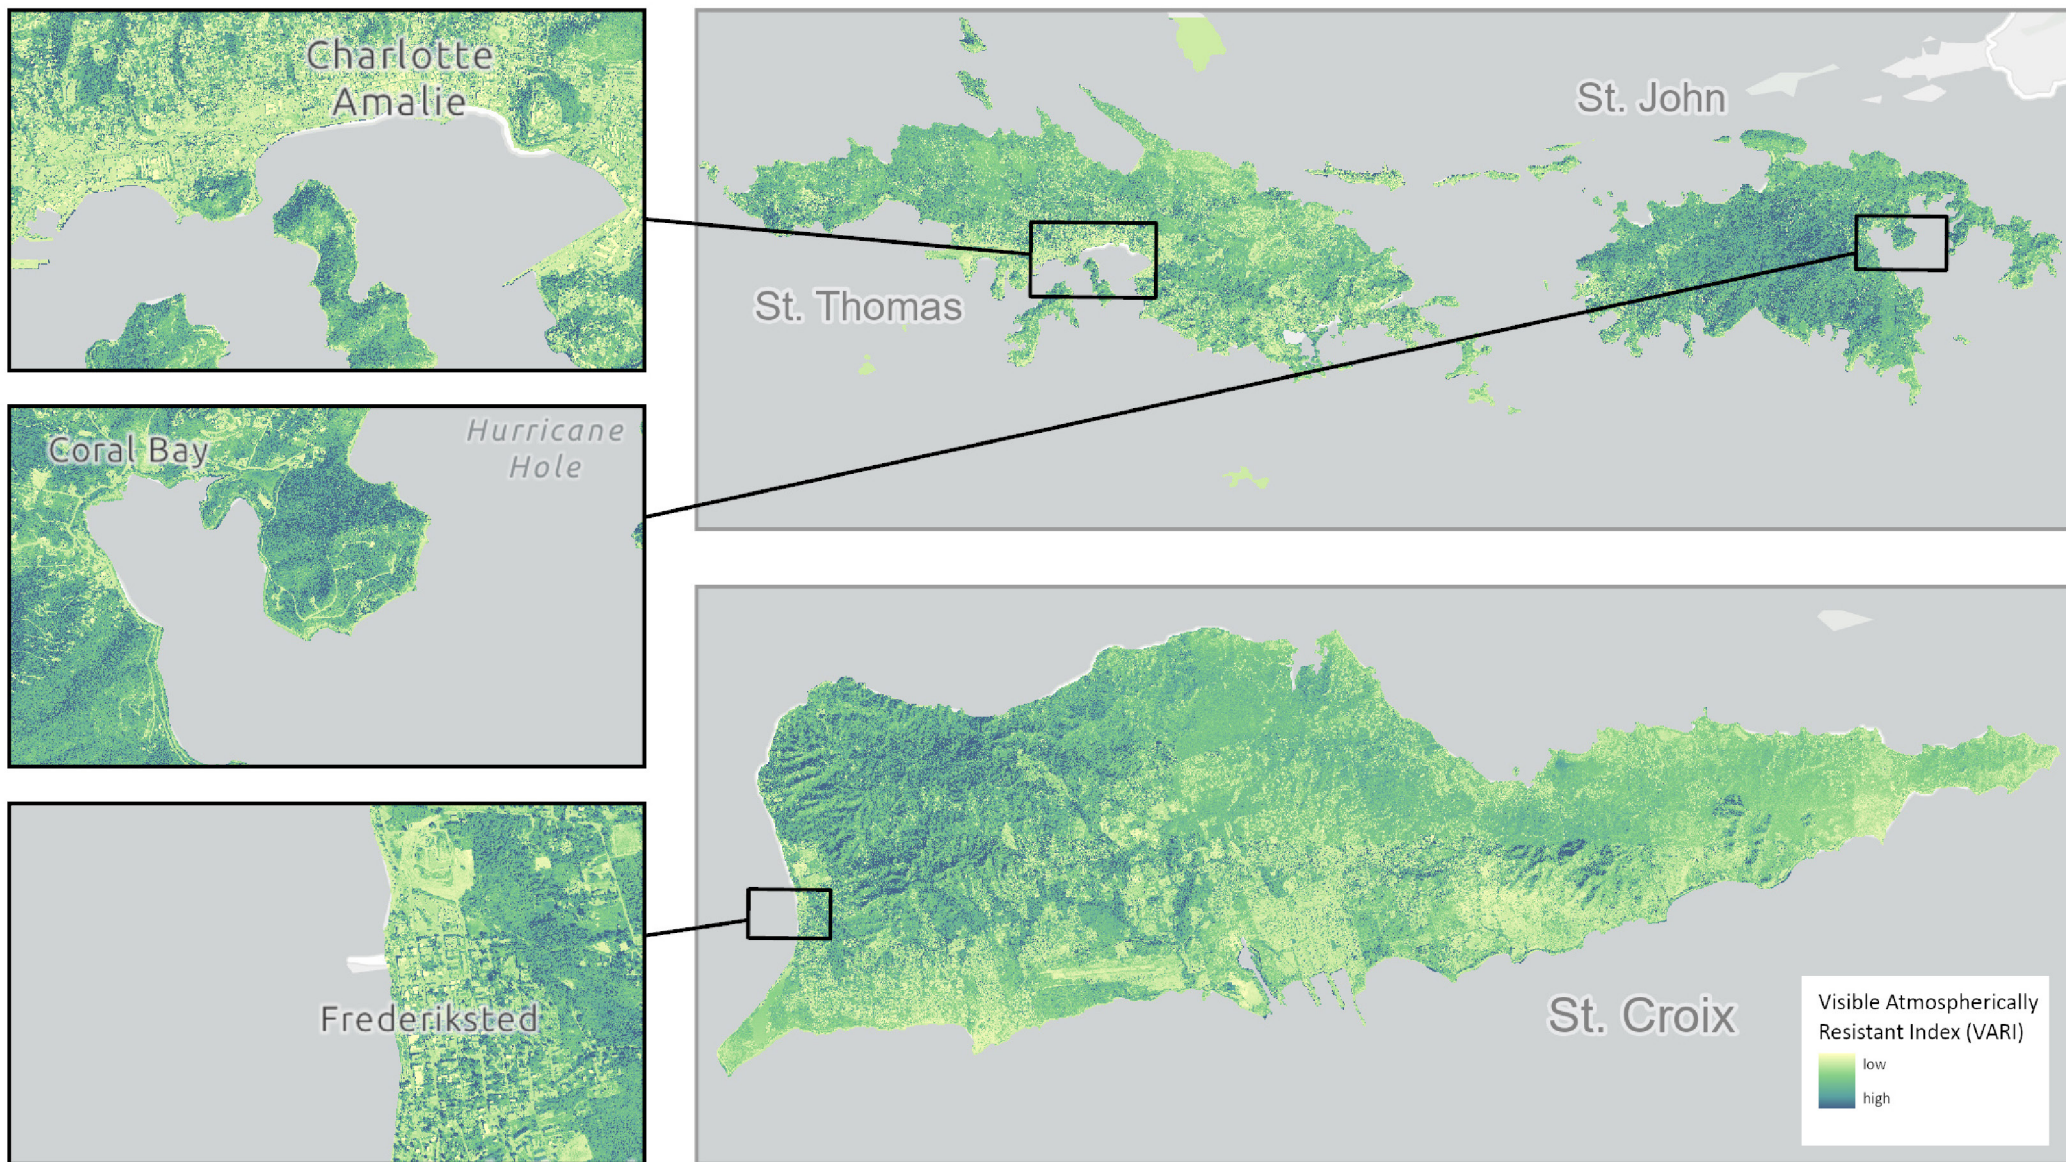 Charlotte
Amalie
St. John
St. Thomas
Coral Bay
Hurricane
Hole
Frederiksted
St. Croix
Visible Atmospherically
Resistant Index (VARI)
low
high